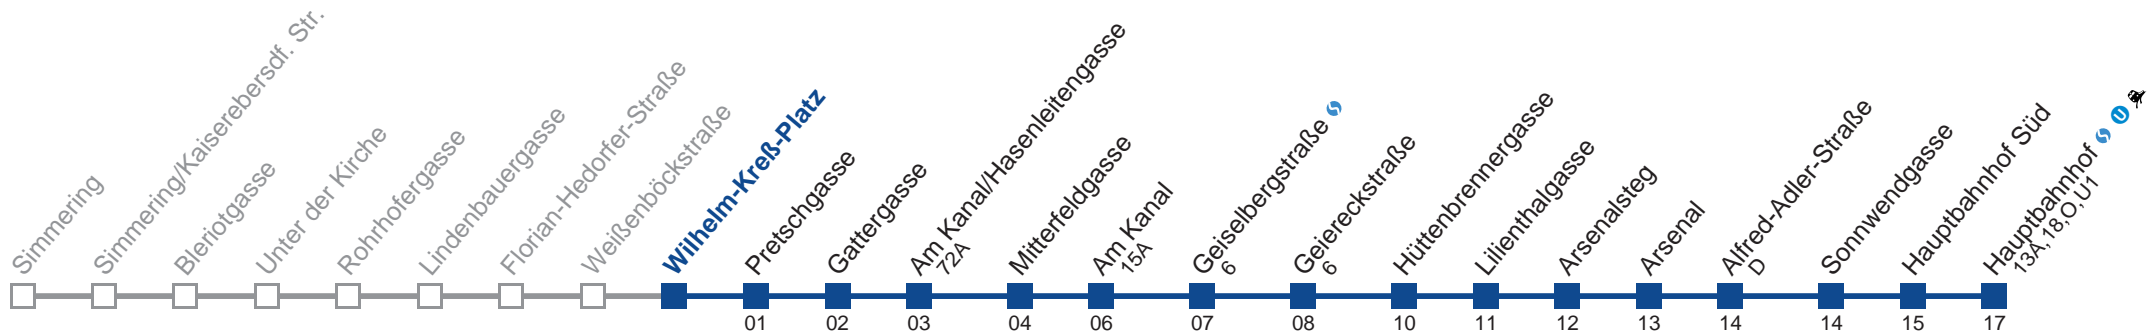 Simmering
Simmering/Kaiserebersdf. Str.
Bleriotgasse
Unter der Kirche
Rohrhofergasse
Lindenbauergasse
Florian-Hedorfer-Straße
Weißenböckstraße
Wilhelm-Kreß-Platz
Pretschgasse
01
Gattergasse
02
Am Kanal/Hasenleitengasse
72A
03
Mitterfeldgasse
04
Am Kanal
15A
06
Geiselbergstraße S
6
07
Geiereckstraße
6
08
Hüttenbrennergasse
10
Lilienthalgasse
11
Arsenalsteg
12
Arsenal
13
Alfred-Adler-Straße
D
14
Sonnwendgasse
14
Hauptbahnhof Süd
15
Hauptbahnhof S U
13A,18,O,U1
17